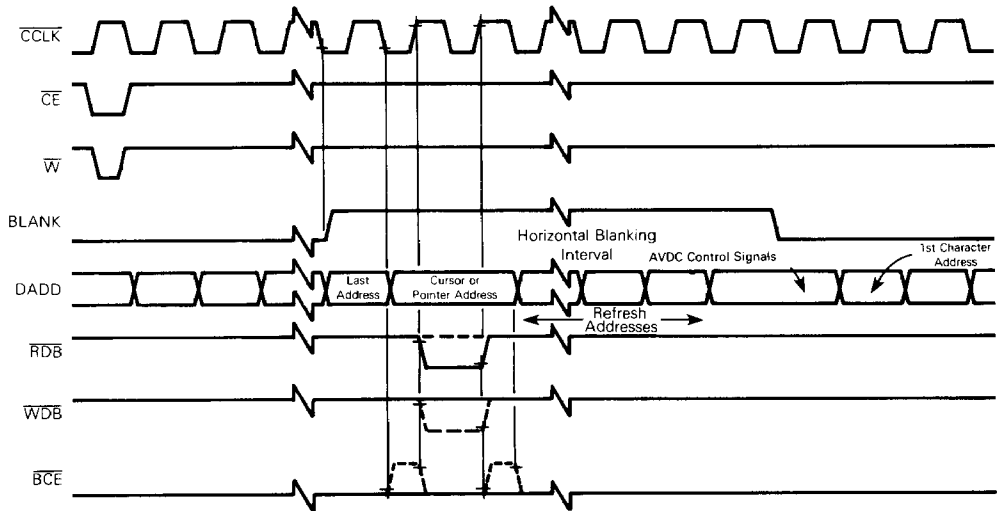 CCLK
CE
W
BLANK
Horizontal Blanking
Interval
AVDC Control Signals
1st Character
Address
DADD
Last
Address
Cursor or
Pointer Address
Refresh
Addresses
RDB
WDB
BCE